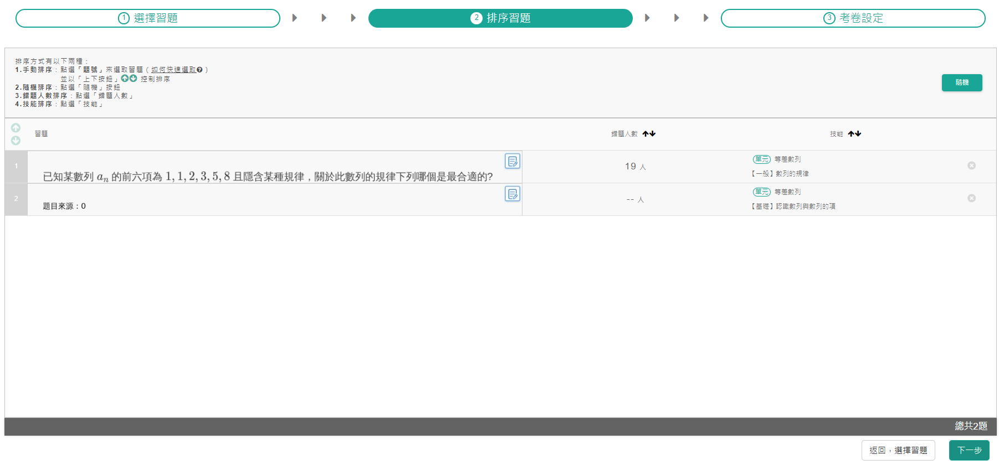 1 選擇習題
2 排序習題
3 考卷設定
排序方式有以下兩種：
1.手動排序：點選「題號」來選取習題（如何快速選取?）
並以「上下按鈕」控制排序
2.隨機排序：點選「隨機」按鈕
3.錯題人數排序：點選「錯題人數」
4.技能排序：點選「技能」
隨機
習題 錯題人數 技能
1 已知某數列 aₙ 的前六項為 1, 1, 2, 3, 5, 8 且隱含某種規律，關於此數列的規律下列哪個是最合適的? 19 人
單元 等差數列
【一般】數列的規律
2 題目來源：0 -- 人
單元 等差數列
【基礎】認識數列與數列的項
總共2題
返回，選擇習題
下一步